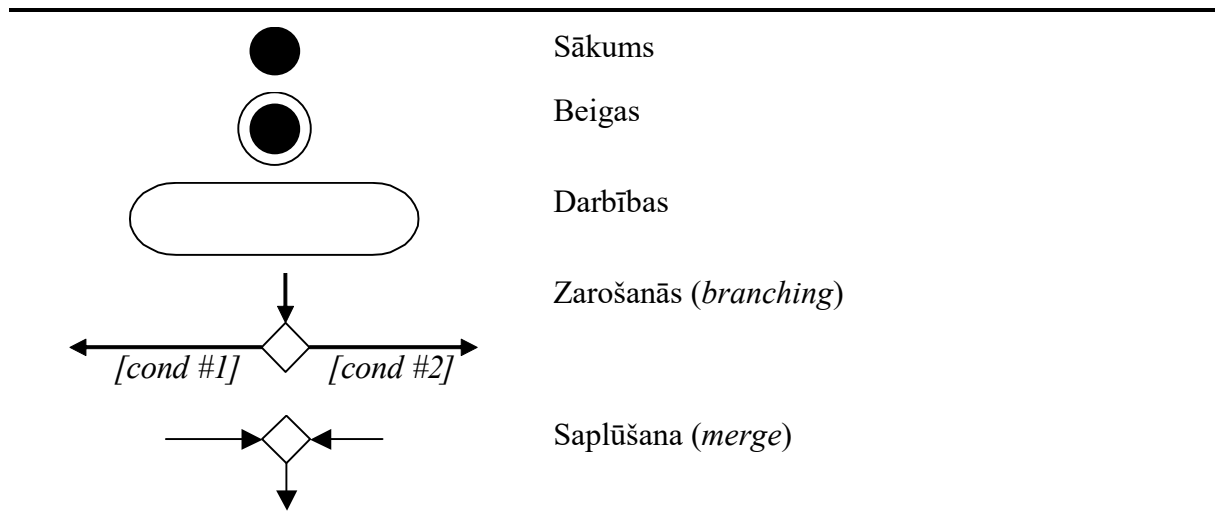 Sākums
Beigas
Darbības
Zarošanās (branching)
[cond #1] [cond #2]
Saplūšana (merge)